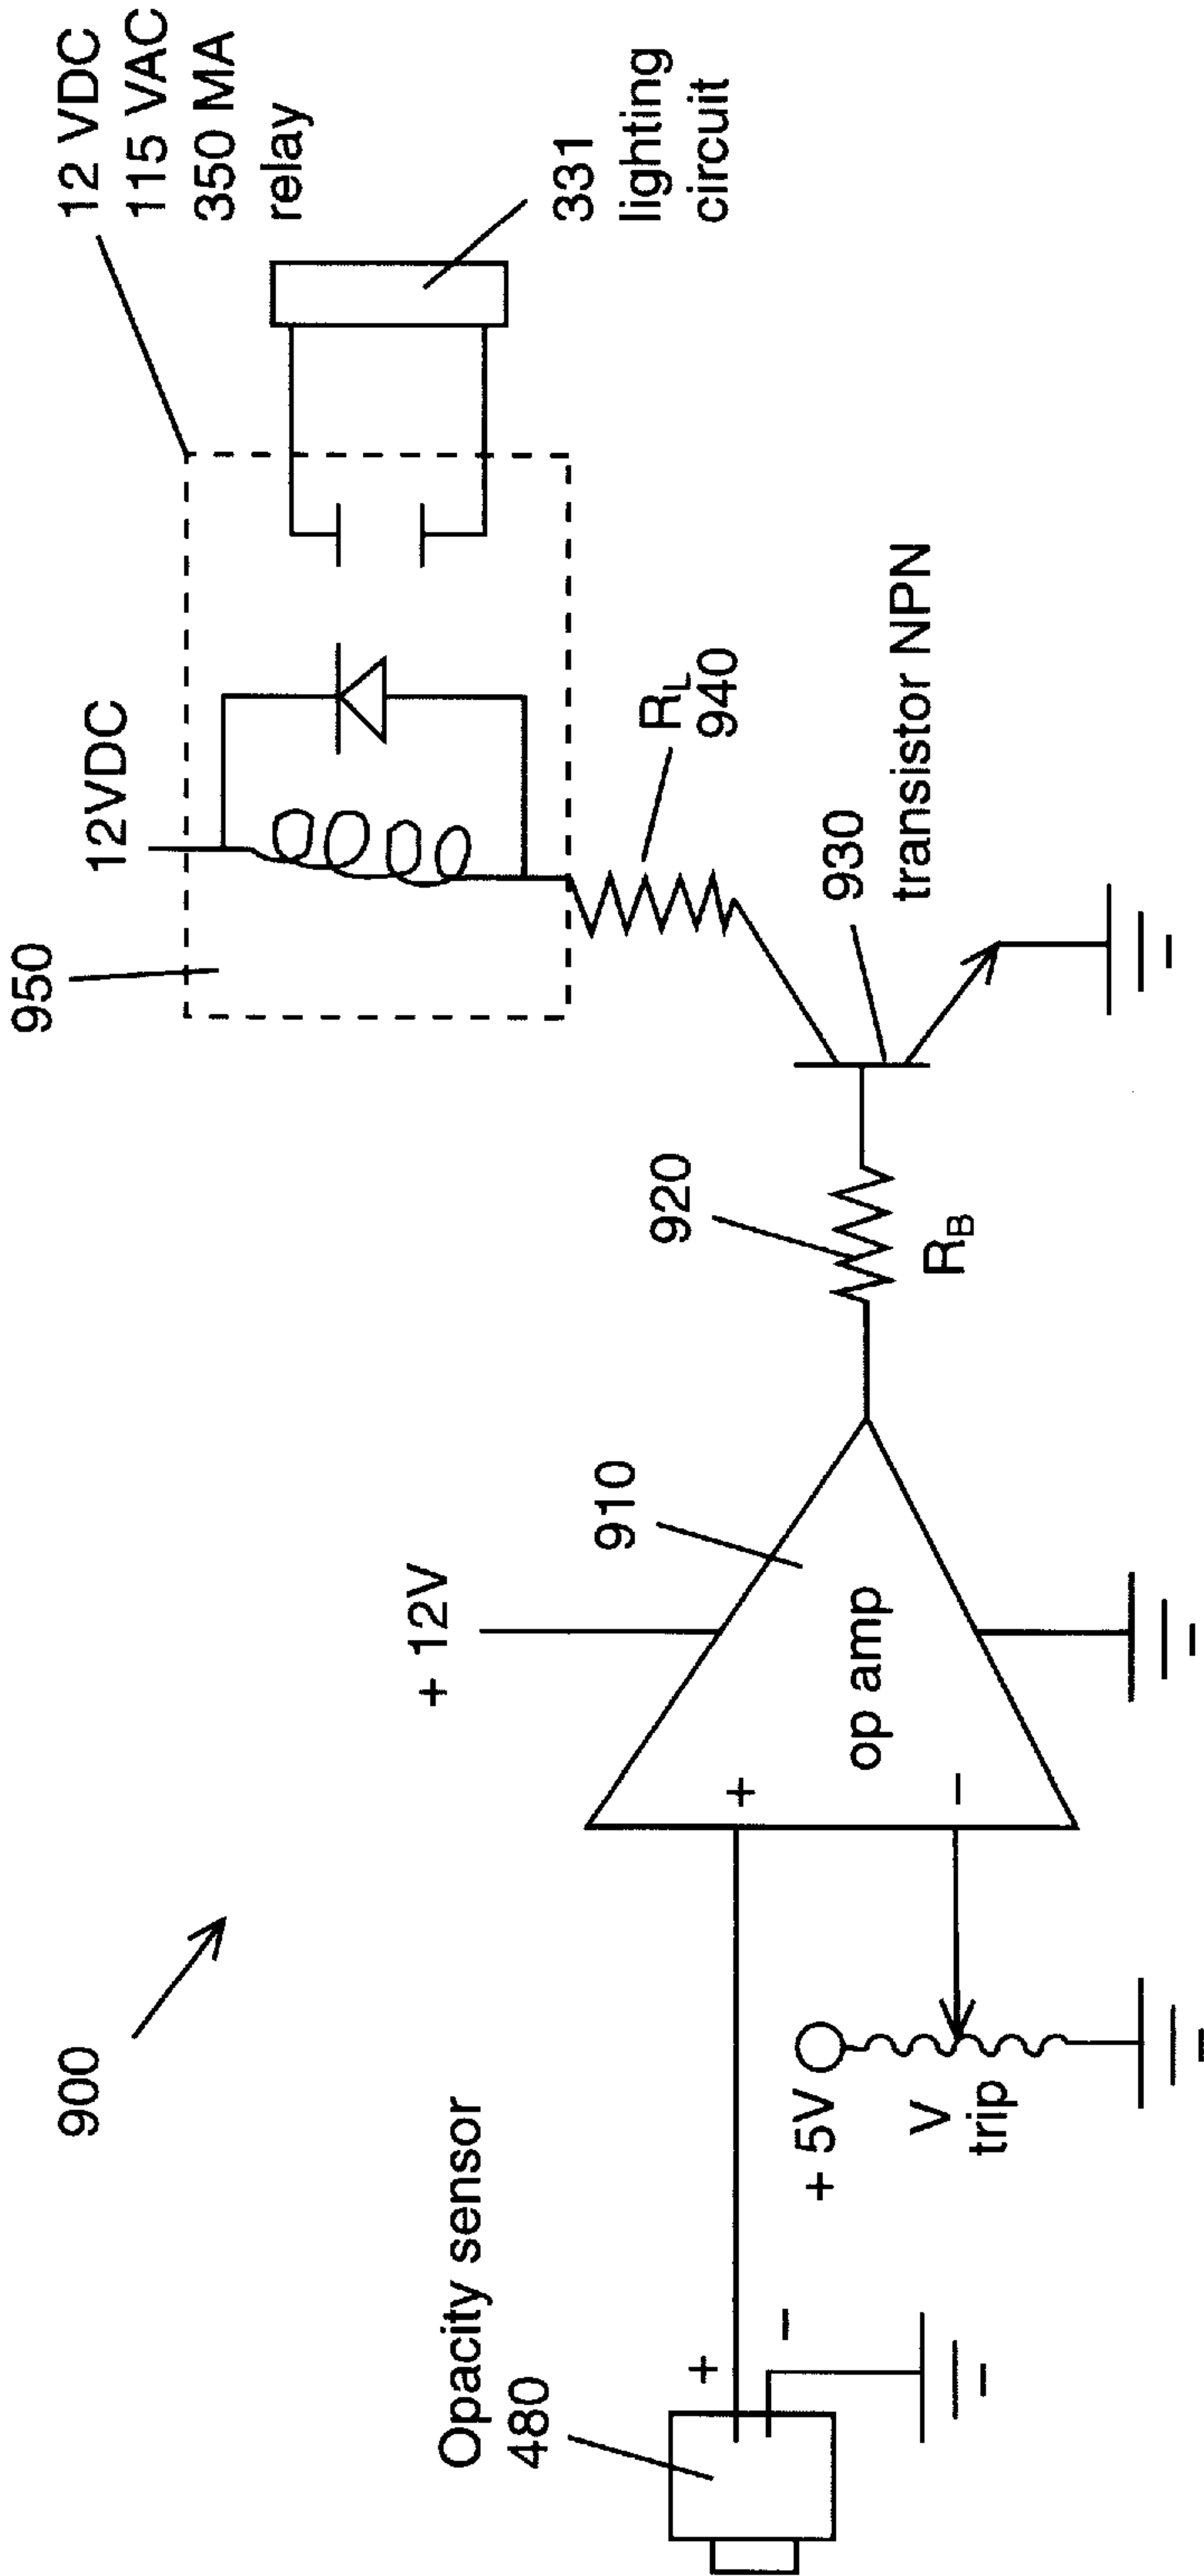 900
Opacity sensor
480
+
−
+ 5V
V
trip
+ 12V
+
−
op amp
910
920
R_B
930
transistor NPN
R_L
940
950
12VDC
12 VDC
115 VAC
350 MA
relay
331
lighting
circuit